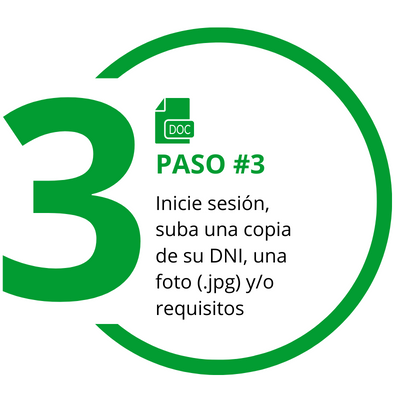 3
DOC
PASO #3
Inicie sesión,
suba una copia
de su DNI, una
foto (.jpg) y/o
requisitos